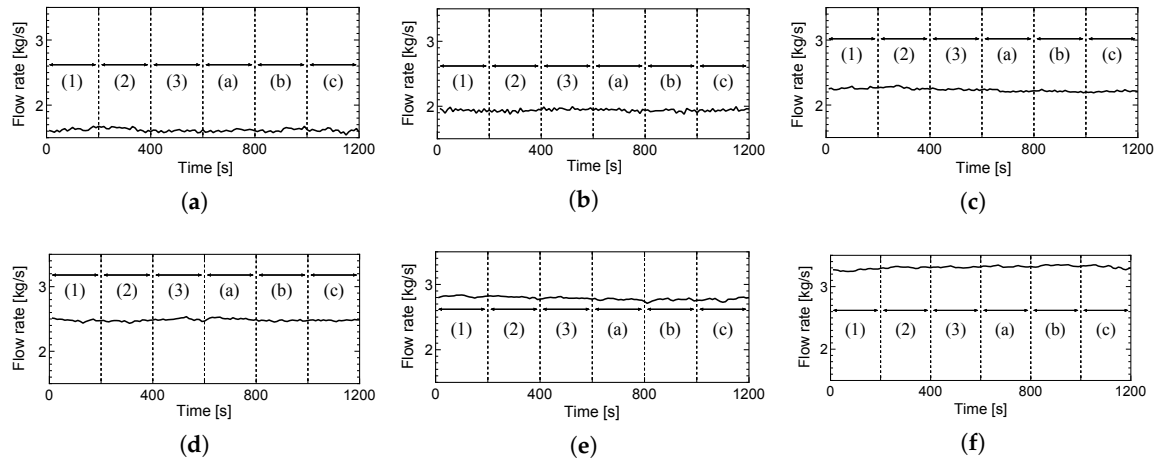 Flow rate [kg/s]
3
2
(1) (2) (3) (a) (b) (c)
0 400 800 1200
Time [s]
(a)
Flow rate [kg/s]
3
2
(1) (2) (3) (a) (b) (c)
0 400 800 1200
Time [s]
(b)
Flow rate [kg/s]
3
2
(1) (2) (3) (a) (b) (c)
0 400 800 1200
Time [s]
(c)
Flow rate [kg/s]
3
2
(1) (2) (3) (a) (b) (c)
0 400 800 1200
Time [s]
(d)
Flow rate [kg/s]
3
2
(1) (2) (3) (a) (b) (c)
0 400 800 1200
Time [s]
(e)
Flow rate [kg/s]
3
2
(1) (2) (3) (a) (b) (c)
0 400 800 1200
Time [s]
(f)